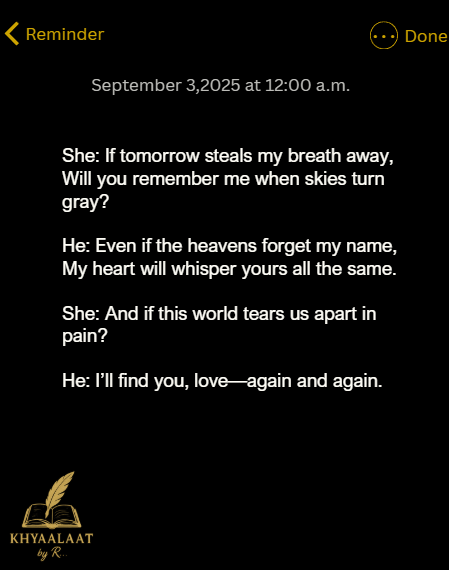 Reminder
Done
September 3,2025 at 12:00 a.m.
She: If tomorrow steals my breath away,
Will you remember me when skies turn
gray?
He: Even if the heavens forget my name,
My heart will whisper yours all the same.
She: And if this world tears us apart in
pain?
He: I’ll find you, love—again and again.
KHYAALAAT
by R...